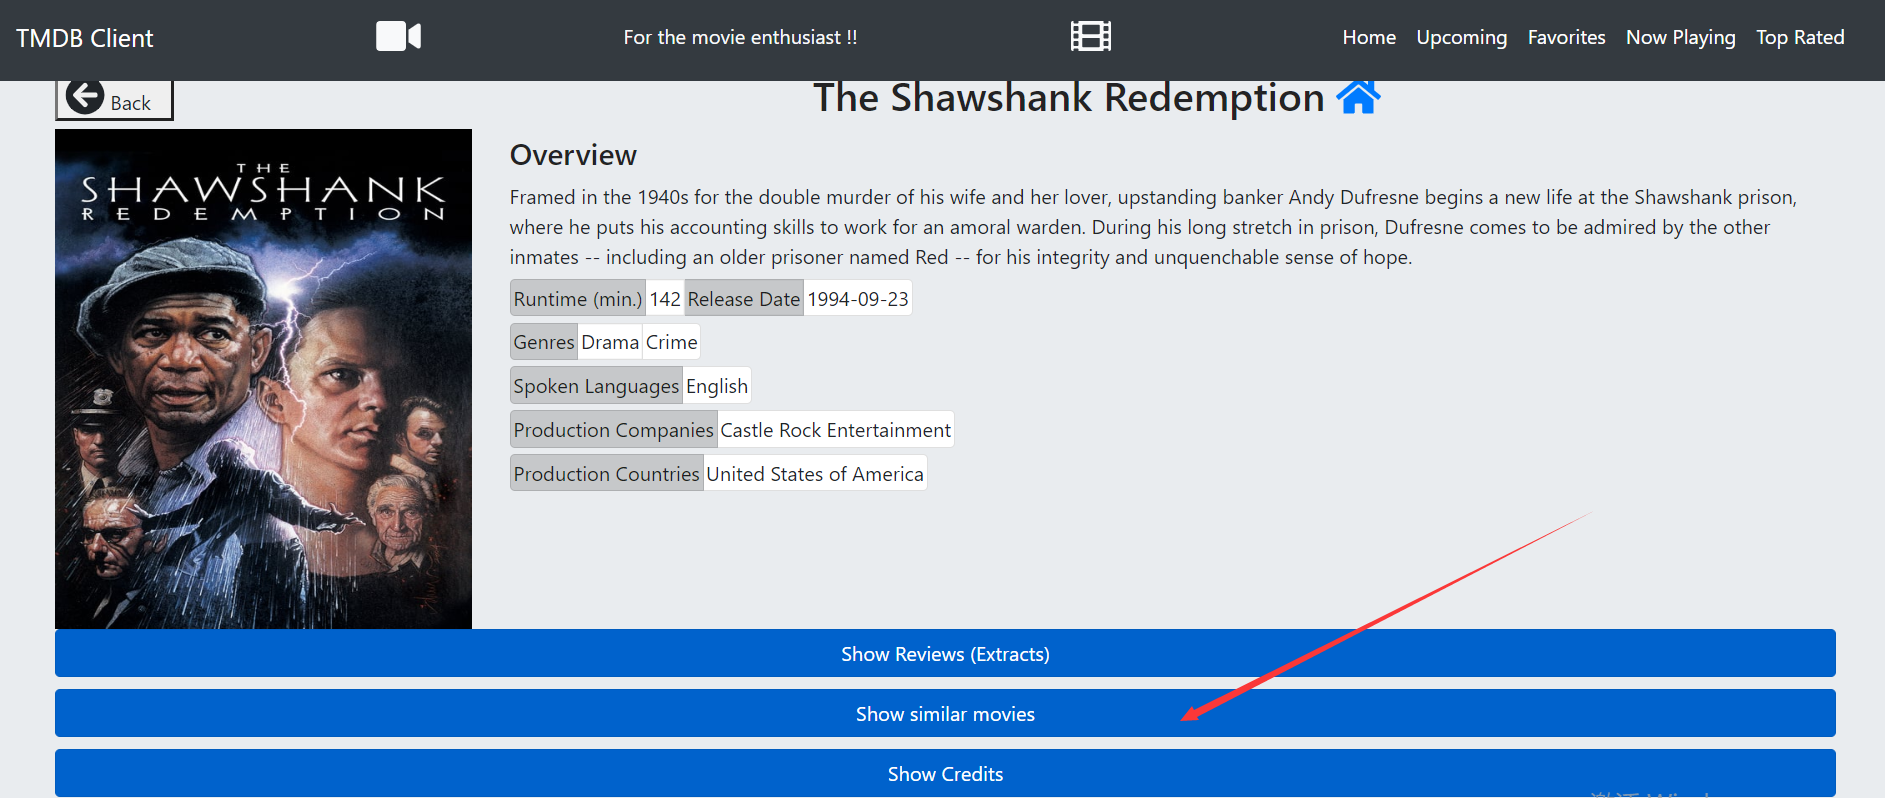 TMDB Client
For the movie enthusiast !!
Home Upcoming Favorites Now Playing Top Rated
Back
The Shawshank Redemption
THE
SHAWSHANK
REDEMPTION
Overview
Framed in the 1940s for the double murder of his wife and her lover, upstanding banker Andy Dufresne begins a new life at the Shawshank prison,
where he puts his accounting skills to work for an amoral warden. During his long stretch in prison, Dufresne comes to be admired by the other
inmates -- including an older prisoner named Red -- for his integrity and unquenchable sense of hope.
Runtime (min.) 142 Release Date 1994-09-23
Genres Drama Crime
Spoken Languages English
Production Companies Castle Rock Entertainment
Production Countries United States of America
Show Reviews (Extracts)
Show similar movies
Show Credits